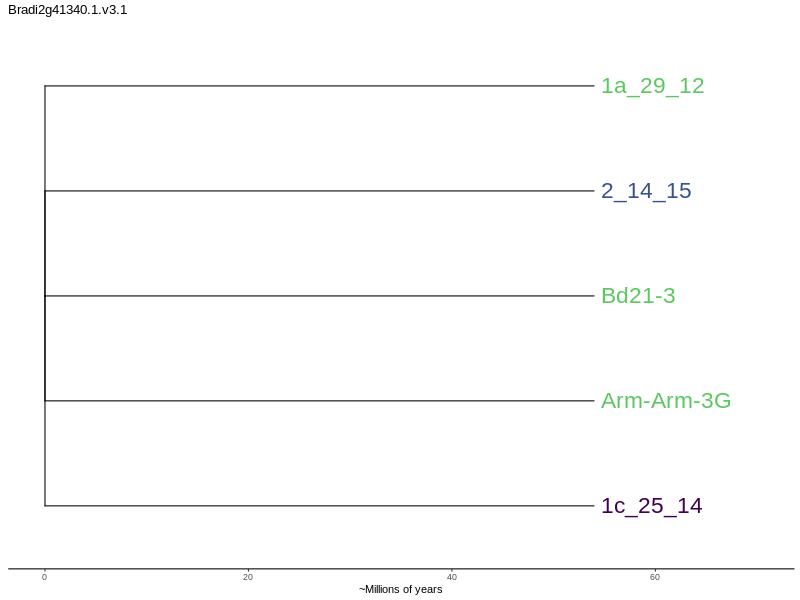 Bradi2g41340.1.v3.1
1a_29_12
2_14_15
Bd21-3
Arm-Arm-3G
1c_25_14
0 20 40 60
~Millions of years